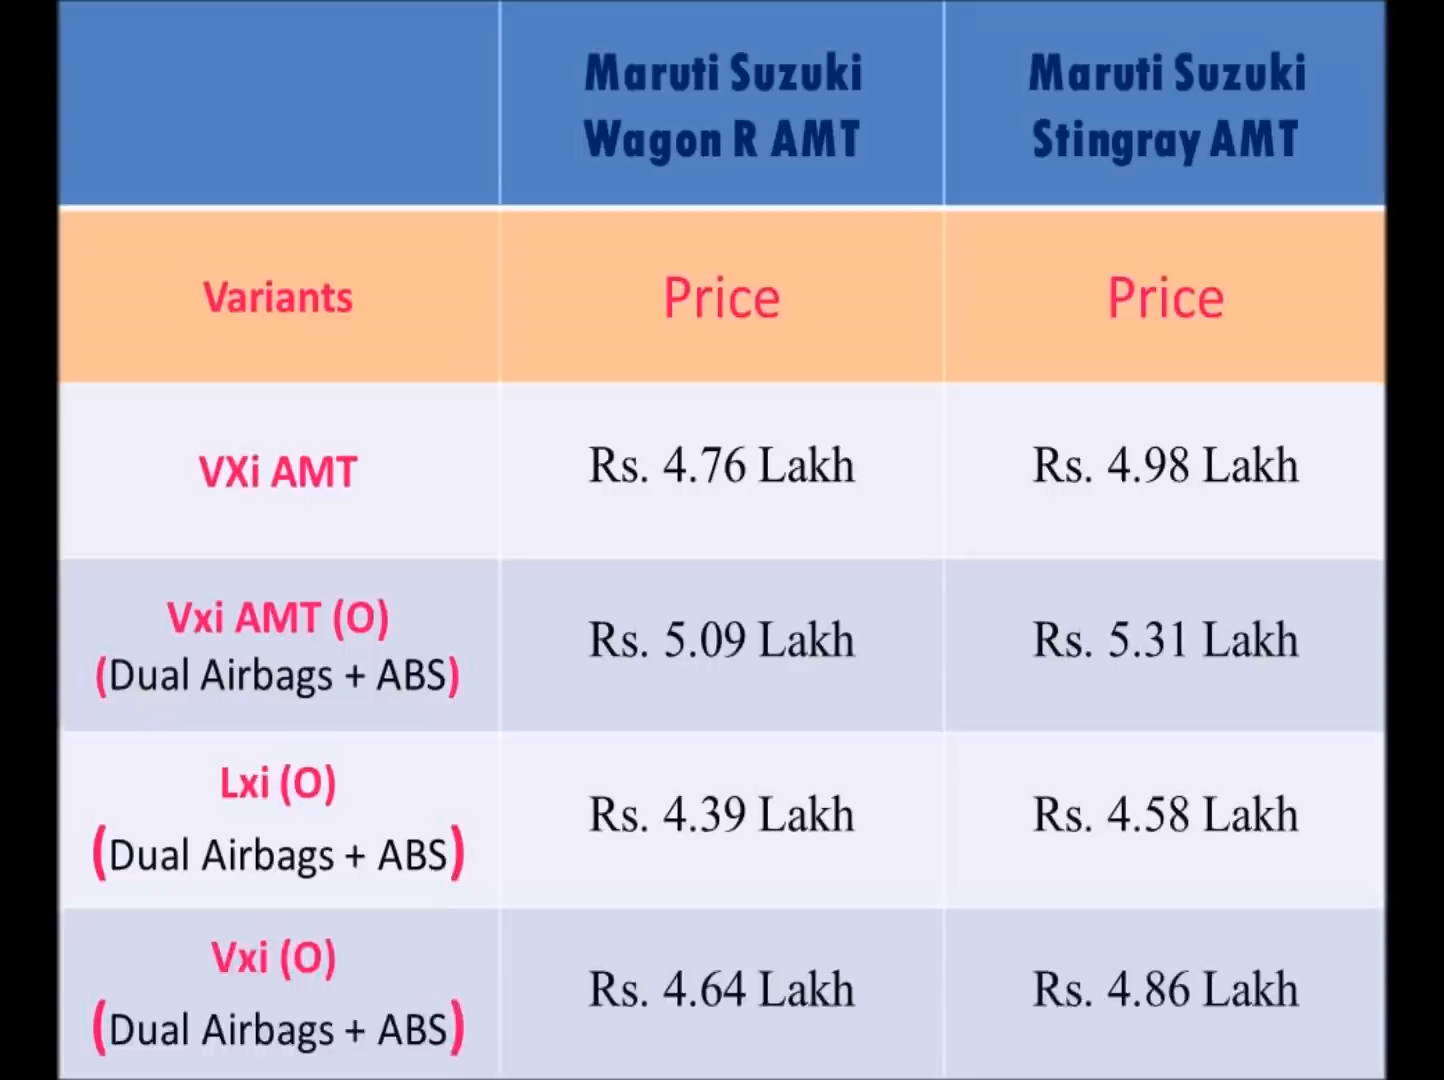 Maruti Suzuki
Wagon R AMT
Maruti Suzuki
Stingray AMT
Variants
Price
Price
VXi AMT
Rs. 4.76 Lakh
Rs. 4.98 Lakh
Vxi AMT (O)
(Dual Airbags + ABS)
Rs. 5.09 Lakh
Rs. 5.31 Lakh
Lxi (O)
(Dual Airbags + ABS)
Rs. 4.39 Lakh
Rs. 4.58 Lakh
Vxi (O)
(Dual Airbags + ABS)
Rs. 4.64 Lakh
Rs. 4.86 Lakh